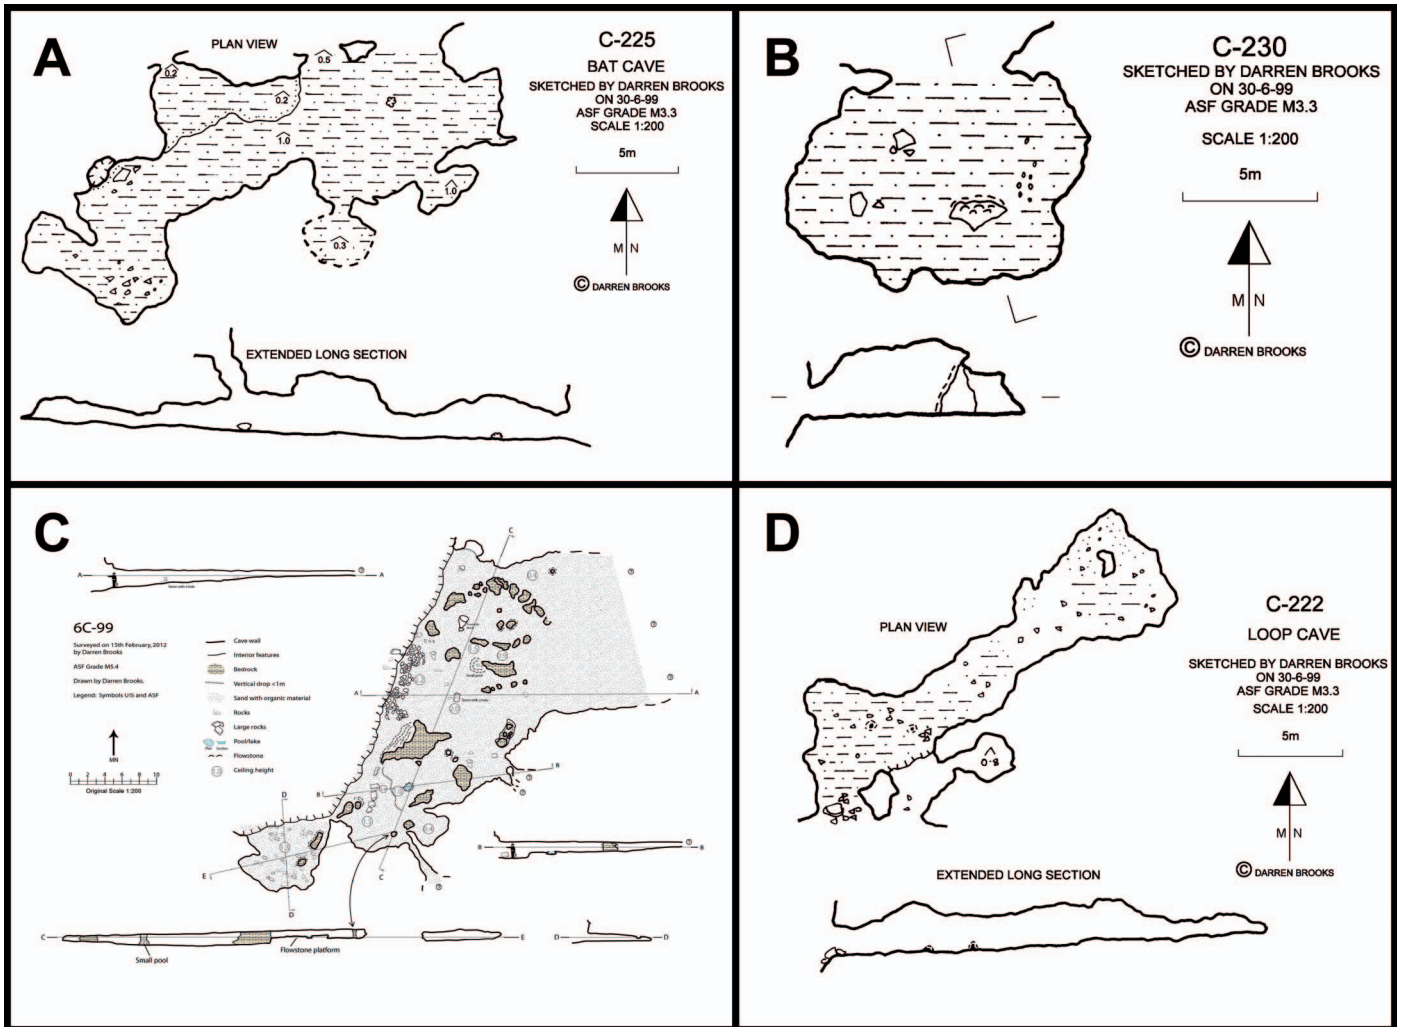 A
PLAN VIEW
C-225
BAT CAVE
SKETCHED BY DARREN BROOKS
ON 30-6-99
ASF GRADE M3.3
SCALE 1:200
5m
M N
© DARREN BROOKS
0.2
0.5
0.2
1.0
1.0
0.3
EXTENDED LONG SECTION
B
C-230
SKETCHED BY DARREN BROOKS
ON 30-6-99
ASF GRADE M3.3
SCALE 1:200
5m
M N
© DARREN BROOKS
C
A
A
6C-99
Surveyed on 15th February, 2012
by Darren Brooks
ASF Grade M5.4
Drawn by Darren Brooks.
Legend: Symbols UIS and ASF
MN
0 2 4 6 8 10
Original Scale 1:200
Cave wall
Interior features
Bedrock
Vertical drop <1m
Sand with organic material
Rocks
Large rocks
Pool/lake
Flowstone
Ceiling height
C
A
A
B
B
D
E
C
D
B
B
C
E
D
D
Small pool
Flowstone platform
D
PLAN VIEW
C-222
LOOP CAVE
SKETCHED BY DARREN BROOKS
ON 30-6-99
ASF GRADE M3.3
SCALE 1:200
5m
M N
© DARREN BROOKS
0.8
EXTENDED LONG SECTION